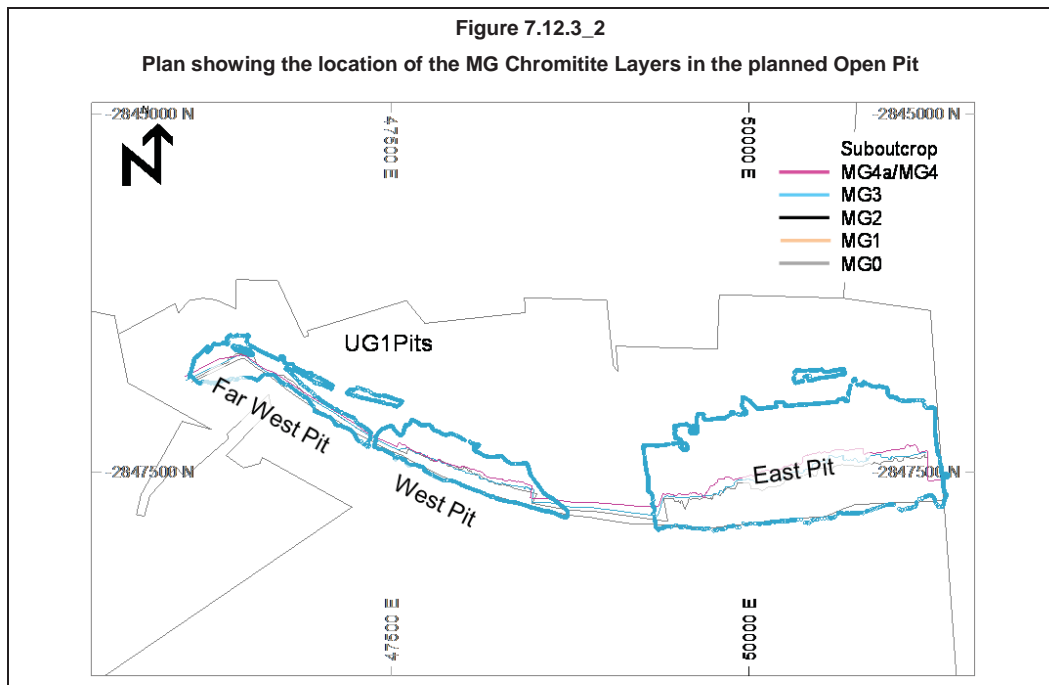 Figure 7.12.3_2
Plan showing the location of the MG Chromitite Layers in the planned Open Pit
-2845000 N
-2845000 N
N
47500 E
50000 E
Suboutcrop
MG4a/MG4
MG3
MG2
MG1
MG0
UG1Pits
Far West Pit
West Pit
East Pit
-2847500 N
-2847500 N
47500 E
50000 E